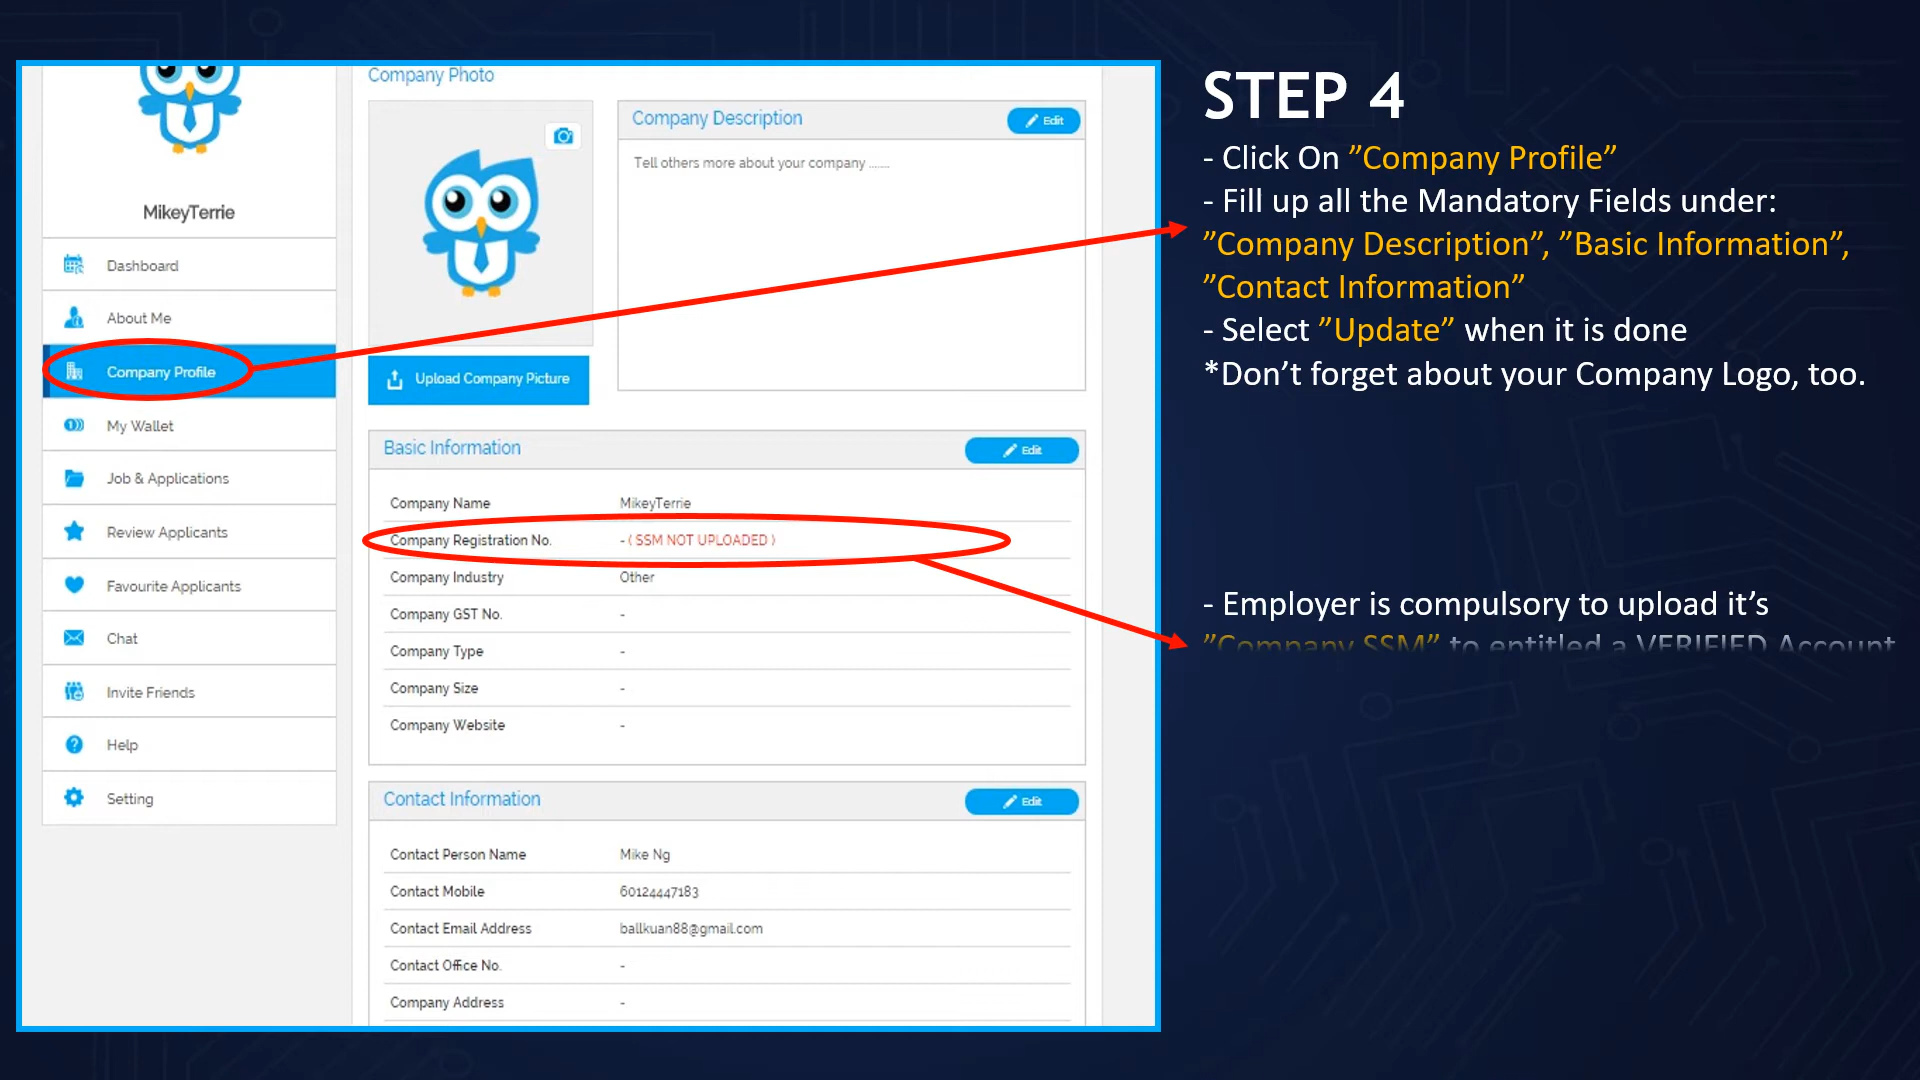 MikeyTerrie
Dashboard
About Me
Company Profile
My Wallet
Job & Applications
Review Applicants
Favourite Applicants
Chat
Invite Friends
Help
Setting
Company Photo
Upload Company Picture
Company Description
Edit
Tell others more about your company .......
Basic Information
Edit
Company Name MikeyTerrie
Company Registration No. - ( SSM NOT UPLOADED )
Company Industry Other
Company GST No. -
Company Type -
Company Size -
Company Website -
Contact Information
Edit
Contact Person Name Mike Ng
Contact Mobile 60124447183
Contact Email Address ballkuan88@gmail.com
Contact Office No. -
Company Address -
STEP 4
- Click On ”Company Profile”
- Fill up all the Mandatory Fields under:
”Company Description”, ”Basic Information”,
”Contact Information”
- Select ”Update” when it is done
*Don’t forget about your Company Logo, too.
- Employer is compulsory to upload it’s
”Company SSM” to entitled a VERIFIED Account